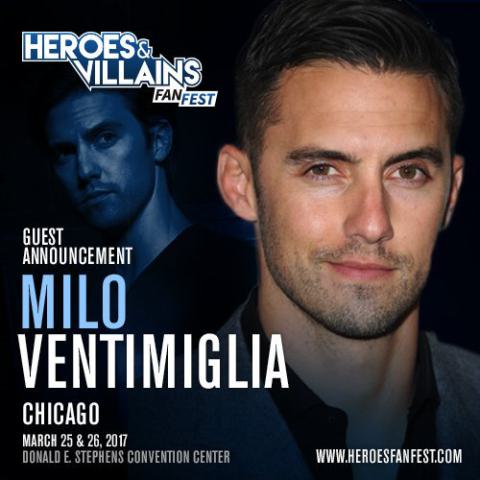 HEROES &
VILLAINS
FAN FEST
GUEST
ANNOUNCEMENT
MILO
VENTIMIGLIA
CHICAGO
MARCH 25 & 26, 2017
DONALD E. STEPHENS CONVENTION CENTER
WWW.HEROESFANFEST.COM